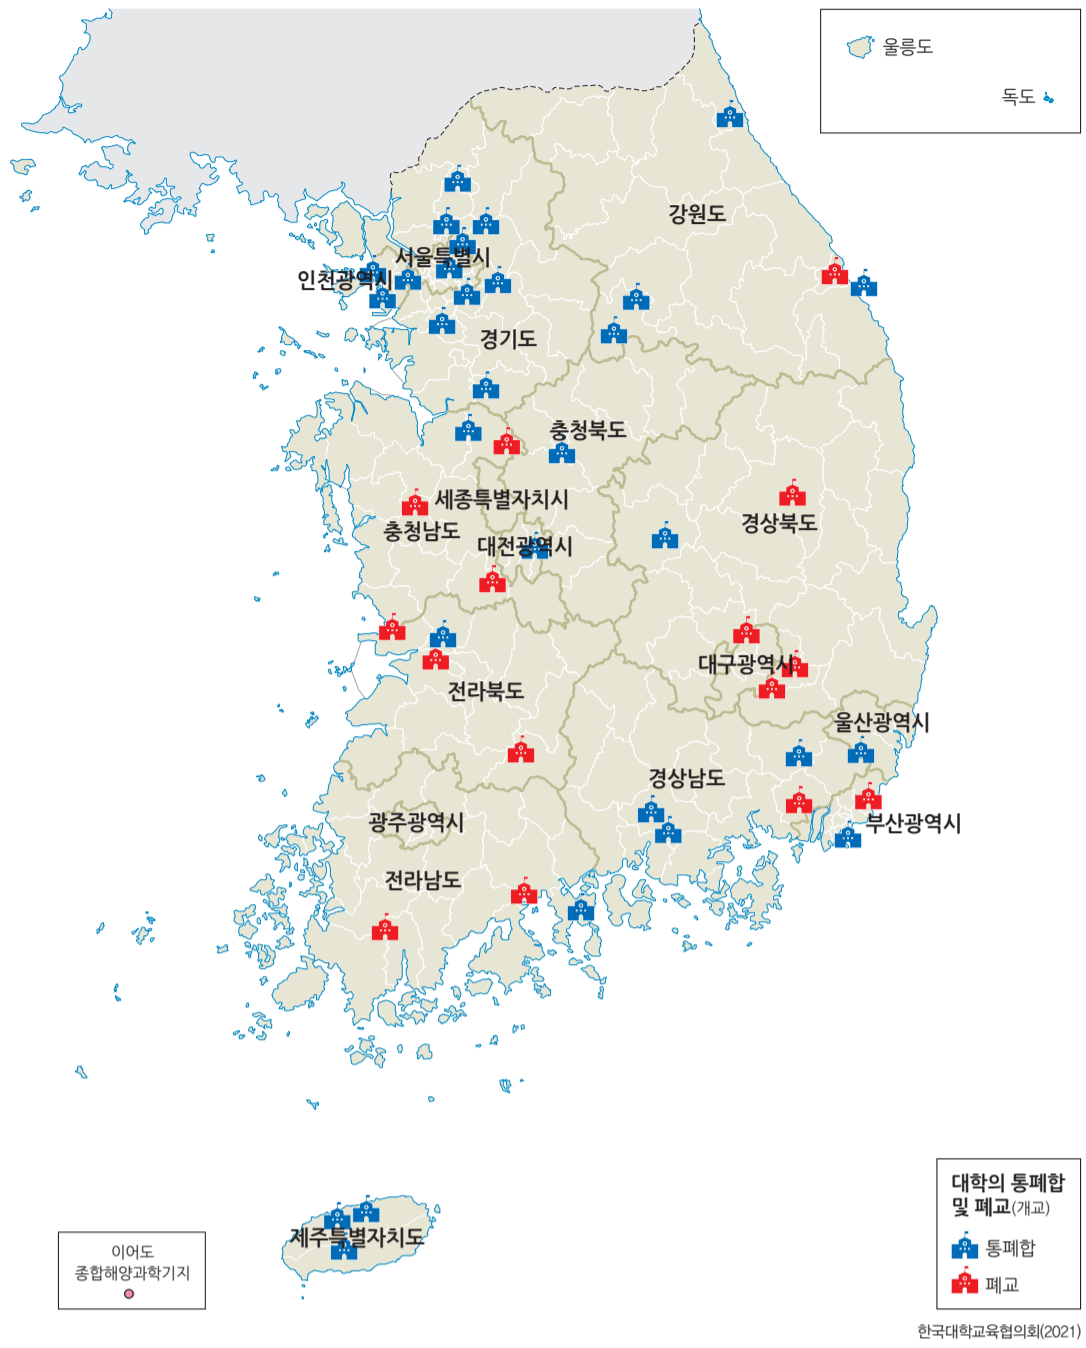 울릉도
독도
강원도
서울특별시
인천광역시
경기도
충청북도
세종특별자치시
충청남도
경상북도
대전광역시
대구광역시
전라북도
울산광역시
경상남도
광주광역시
부산광역시
전라남도
제주특별자치도
이어도
종합해양과학기지
대학의 통폐합
및 폐교(개교)
통폐합
폐교
한국대학교육협의회(2021)